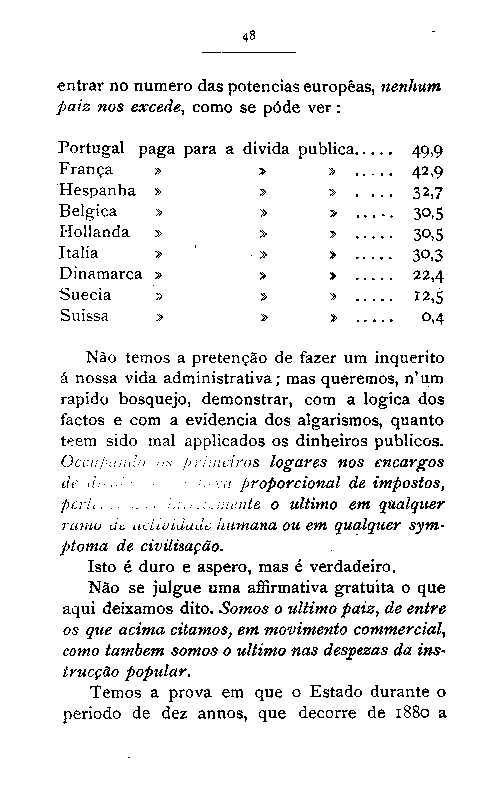 48
entrar no numero das potencias europêas, nenhum
paiz nos excede, como se póde ver :
Portugal paga para a divida publica..... 49,9
França » » » ..... 42,9
Hespanha » » » ..... 32,7
Belgica » » » ..... 30,5
Hollanda » » » ..... 30,5
Italia » » » ..... 30,3
Dinamarca » » » ..... 22,4
Suecia » » » ..... 12,5
Suissa » » » ..... 0,4
Não temos a pretenção de fazer um inquerito
á nossa vida administrativa ; mas queremos, n'um
rapido bosquejo, demonstrar, com a logica dos
factos e com a evidencia dos algarismos, quanto
teem sido mal applicados os dinheiros publicos.
Occupando os primeiros logares nos encargos
de proporcional de impostos,
o ultimo em qualquer
ramo de actividade humana ou em qualquer sym-
ptoma de civilisação.
Isto é duro e aspero, mas é verdadeiro.
Não se julgue uma affirmativa gratuita o que
aqui deixamos dito. Somos o ultimo paiz, de entre
os que acima citamos, em movimento commercial,
como tambem somos o ultimo nas despezas da ins-
trucção popular.
Temos a prova em que o Estado durante o
periodo de dez annos, que decorre de 1880 a